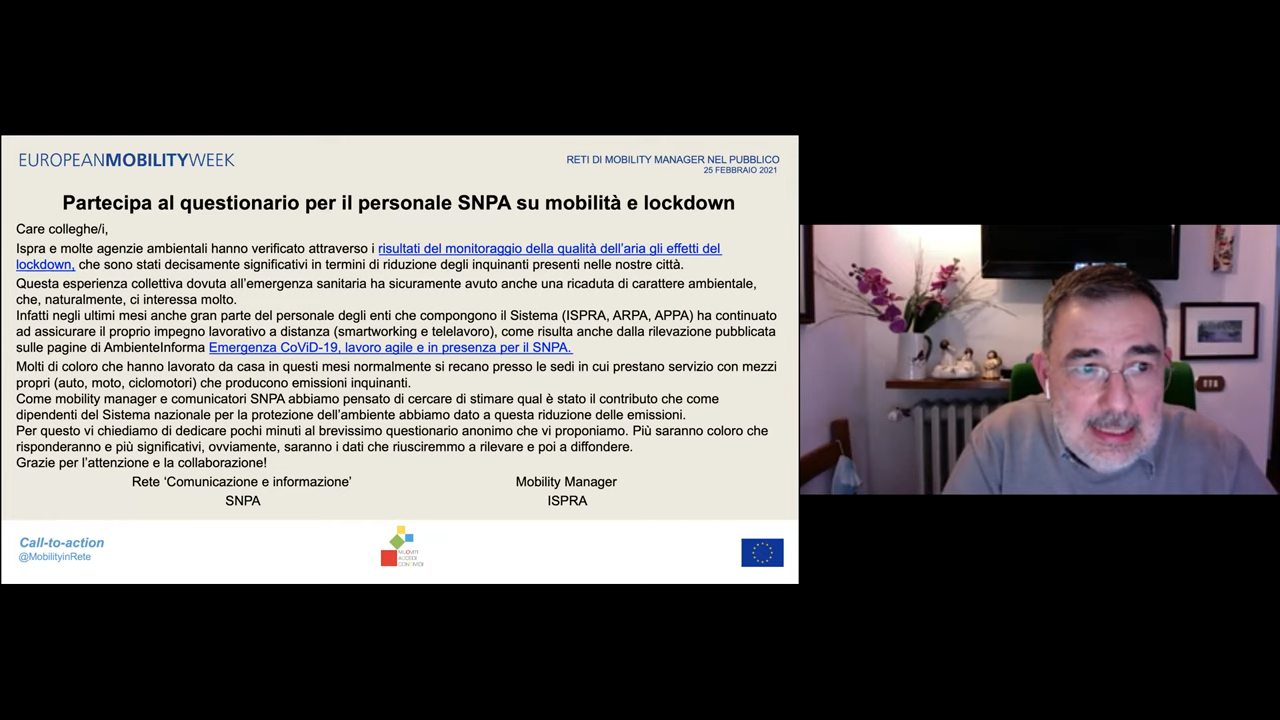 EUROPEANMOBILITYWEEK
RETI DI MOBILITY MANAGER NEL PUBBLICO
25 FEBBRAIO 2021
Partecipa al questionario per il personale SNPA su mobilità e lockdown
Care colleghe/i,
Ispra e molte agenzie ambientali hanno verificato attraverso i risultati del monitoraggio della qualità dell’aria gli effetti del
lockdown, che sono stati decisamente significativi in termini di riduzione degli inquinanti presenti nelle nostre città.
Questa esperienza collettiva dovuta all’emergenza sanitaria ha sicuramente avuto anche una ricaduta di carattere ambientale,
che, naturalmente, ci interessa molto.
Infatti negli ultimi mesi anche gran parte del personale degli enti che compongono il Sistema (ISPRA, ARPA, APPA) ha continuato
ad assicurare il proprio impegno lavorativo a distanza (smartworking e telelavoro), come risulta anche dalla rilevazione pubblicata
sulle pagine di AmbienteInforma Emergenza CoViD-19, lavoro agile e in presenza per il SNPA.
Molti di coloro che hanno lavorato da casa in questi mesi normalmente si recano presso le sedi in cui prestano servizio con mezzi
propri (auto, moto, ciclomotori) che producono emissioni inquinanti.
Come mobility manager e comunicatori SNPA abbiamo pensato di cercare di stimare qual è stato il contributo che come
dipendenti del Sistema nazionale per la protezione dell’ambiente abbiamo dato a questa riduzione delle emissioni.
Per questo vi chiediamo di dedicare pochi minuti al brevissimo questionario anonimo che vi proponiamo. Più saranno coloro che
risponderanno e più significativi, ovviamente, saranno i dati che riusciremmo a rilevare e poi a diffondere.
Grazie per l’attenzione e la collaborazione!
Rete ‘Comunicazione e informazione’
SNPA
Mobility Manager
ISPRA
Call-to-action
@MobilityinRete
MUOVITI
ACCEDI
CONDIVIDI